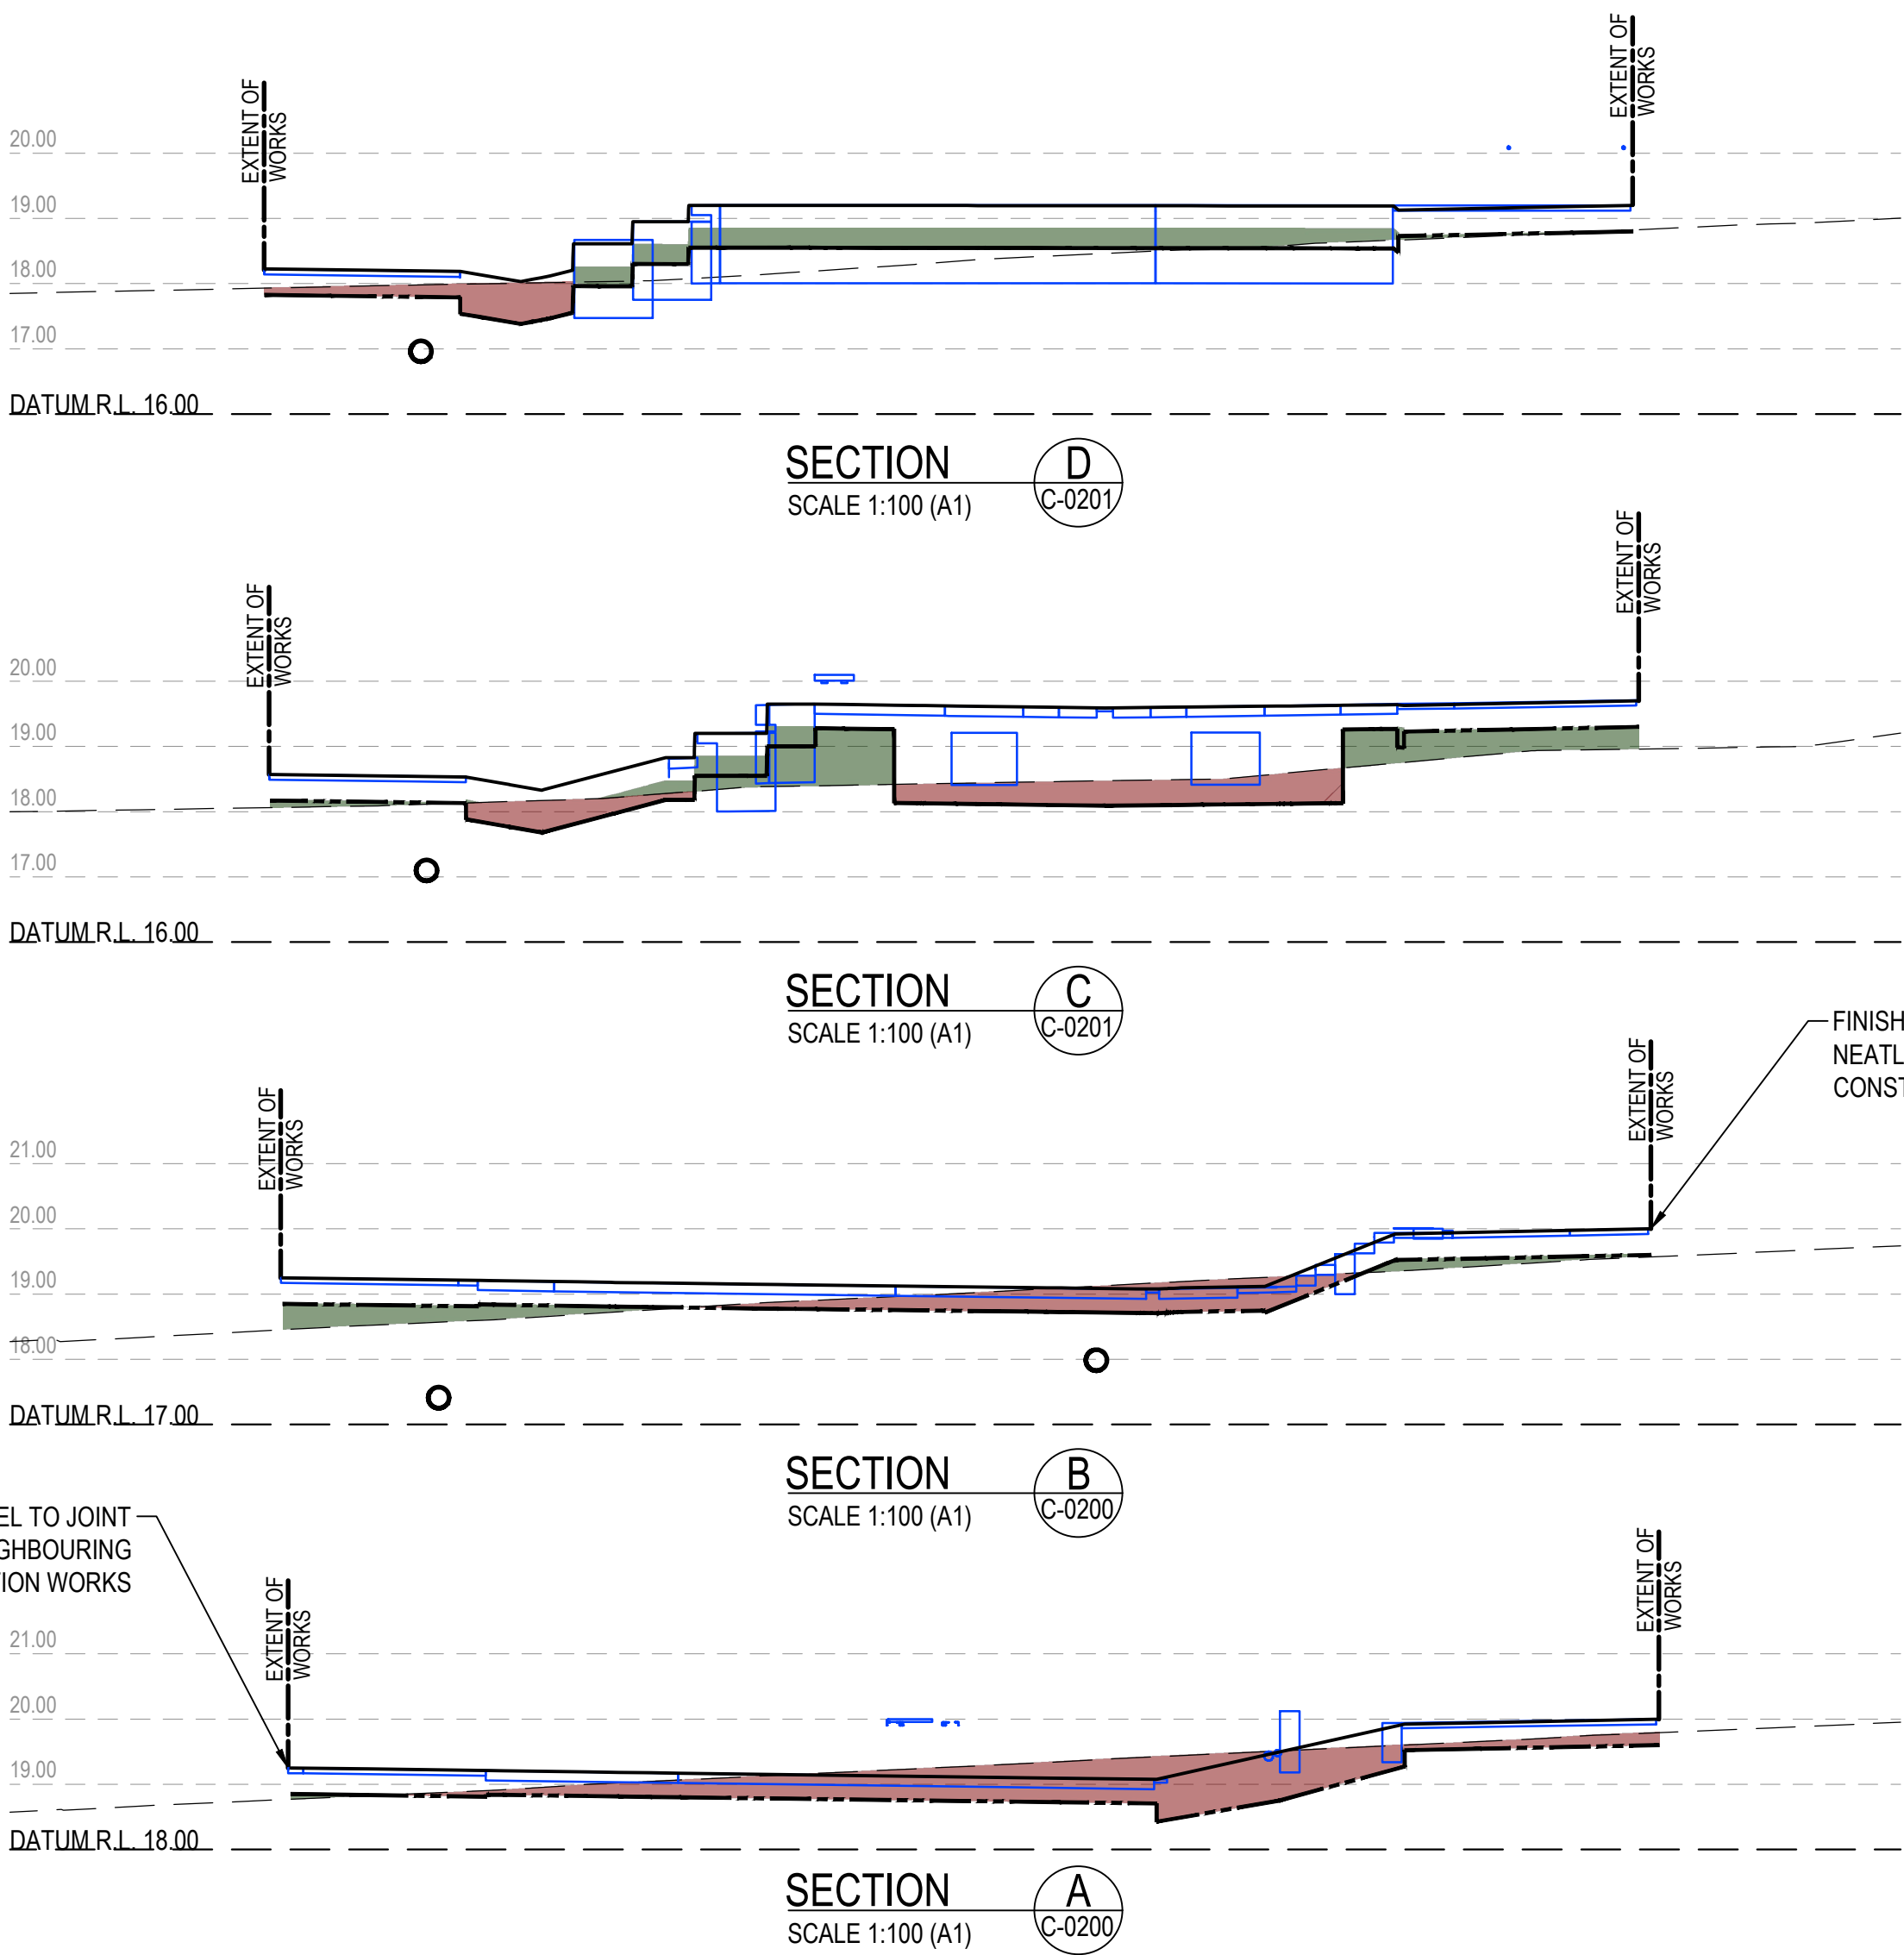 EXTENT OF
WORKS
EXTENT OF
WORKS
20.00
19.00
18.00
17.00
DATUM R.L. 16.00
SECTION
D
SCALE 1:100 (A1)
C-0201
EXTENT OF
WORKS
EXTENT OF
WORKS
20.00
19.00
18.00
17.00
DATUM R.L. 16.00
SECTION
C
SCALE 1:100 (A1)
C-0201
FINISH
NEATL
CONST
EXTENT OF
WORKS
EXTENT OF
WORKS
21.00
20.00
19.00
18.00
DATUM R.L. 17.00
SECTION
B
SCALE 1:100 (A1)
C-0200
EL TO JOINT
GHBOURING
TION WORKS
EXTENT OF
WORKS
EXTENT OF
WORKS
21.00
20.00
19.00
DATUM R.L. 18.00
SECTION
A
SCALE 1:100 (A1)
C-0200